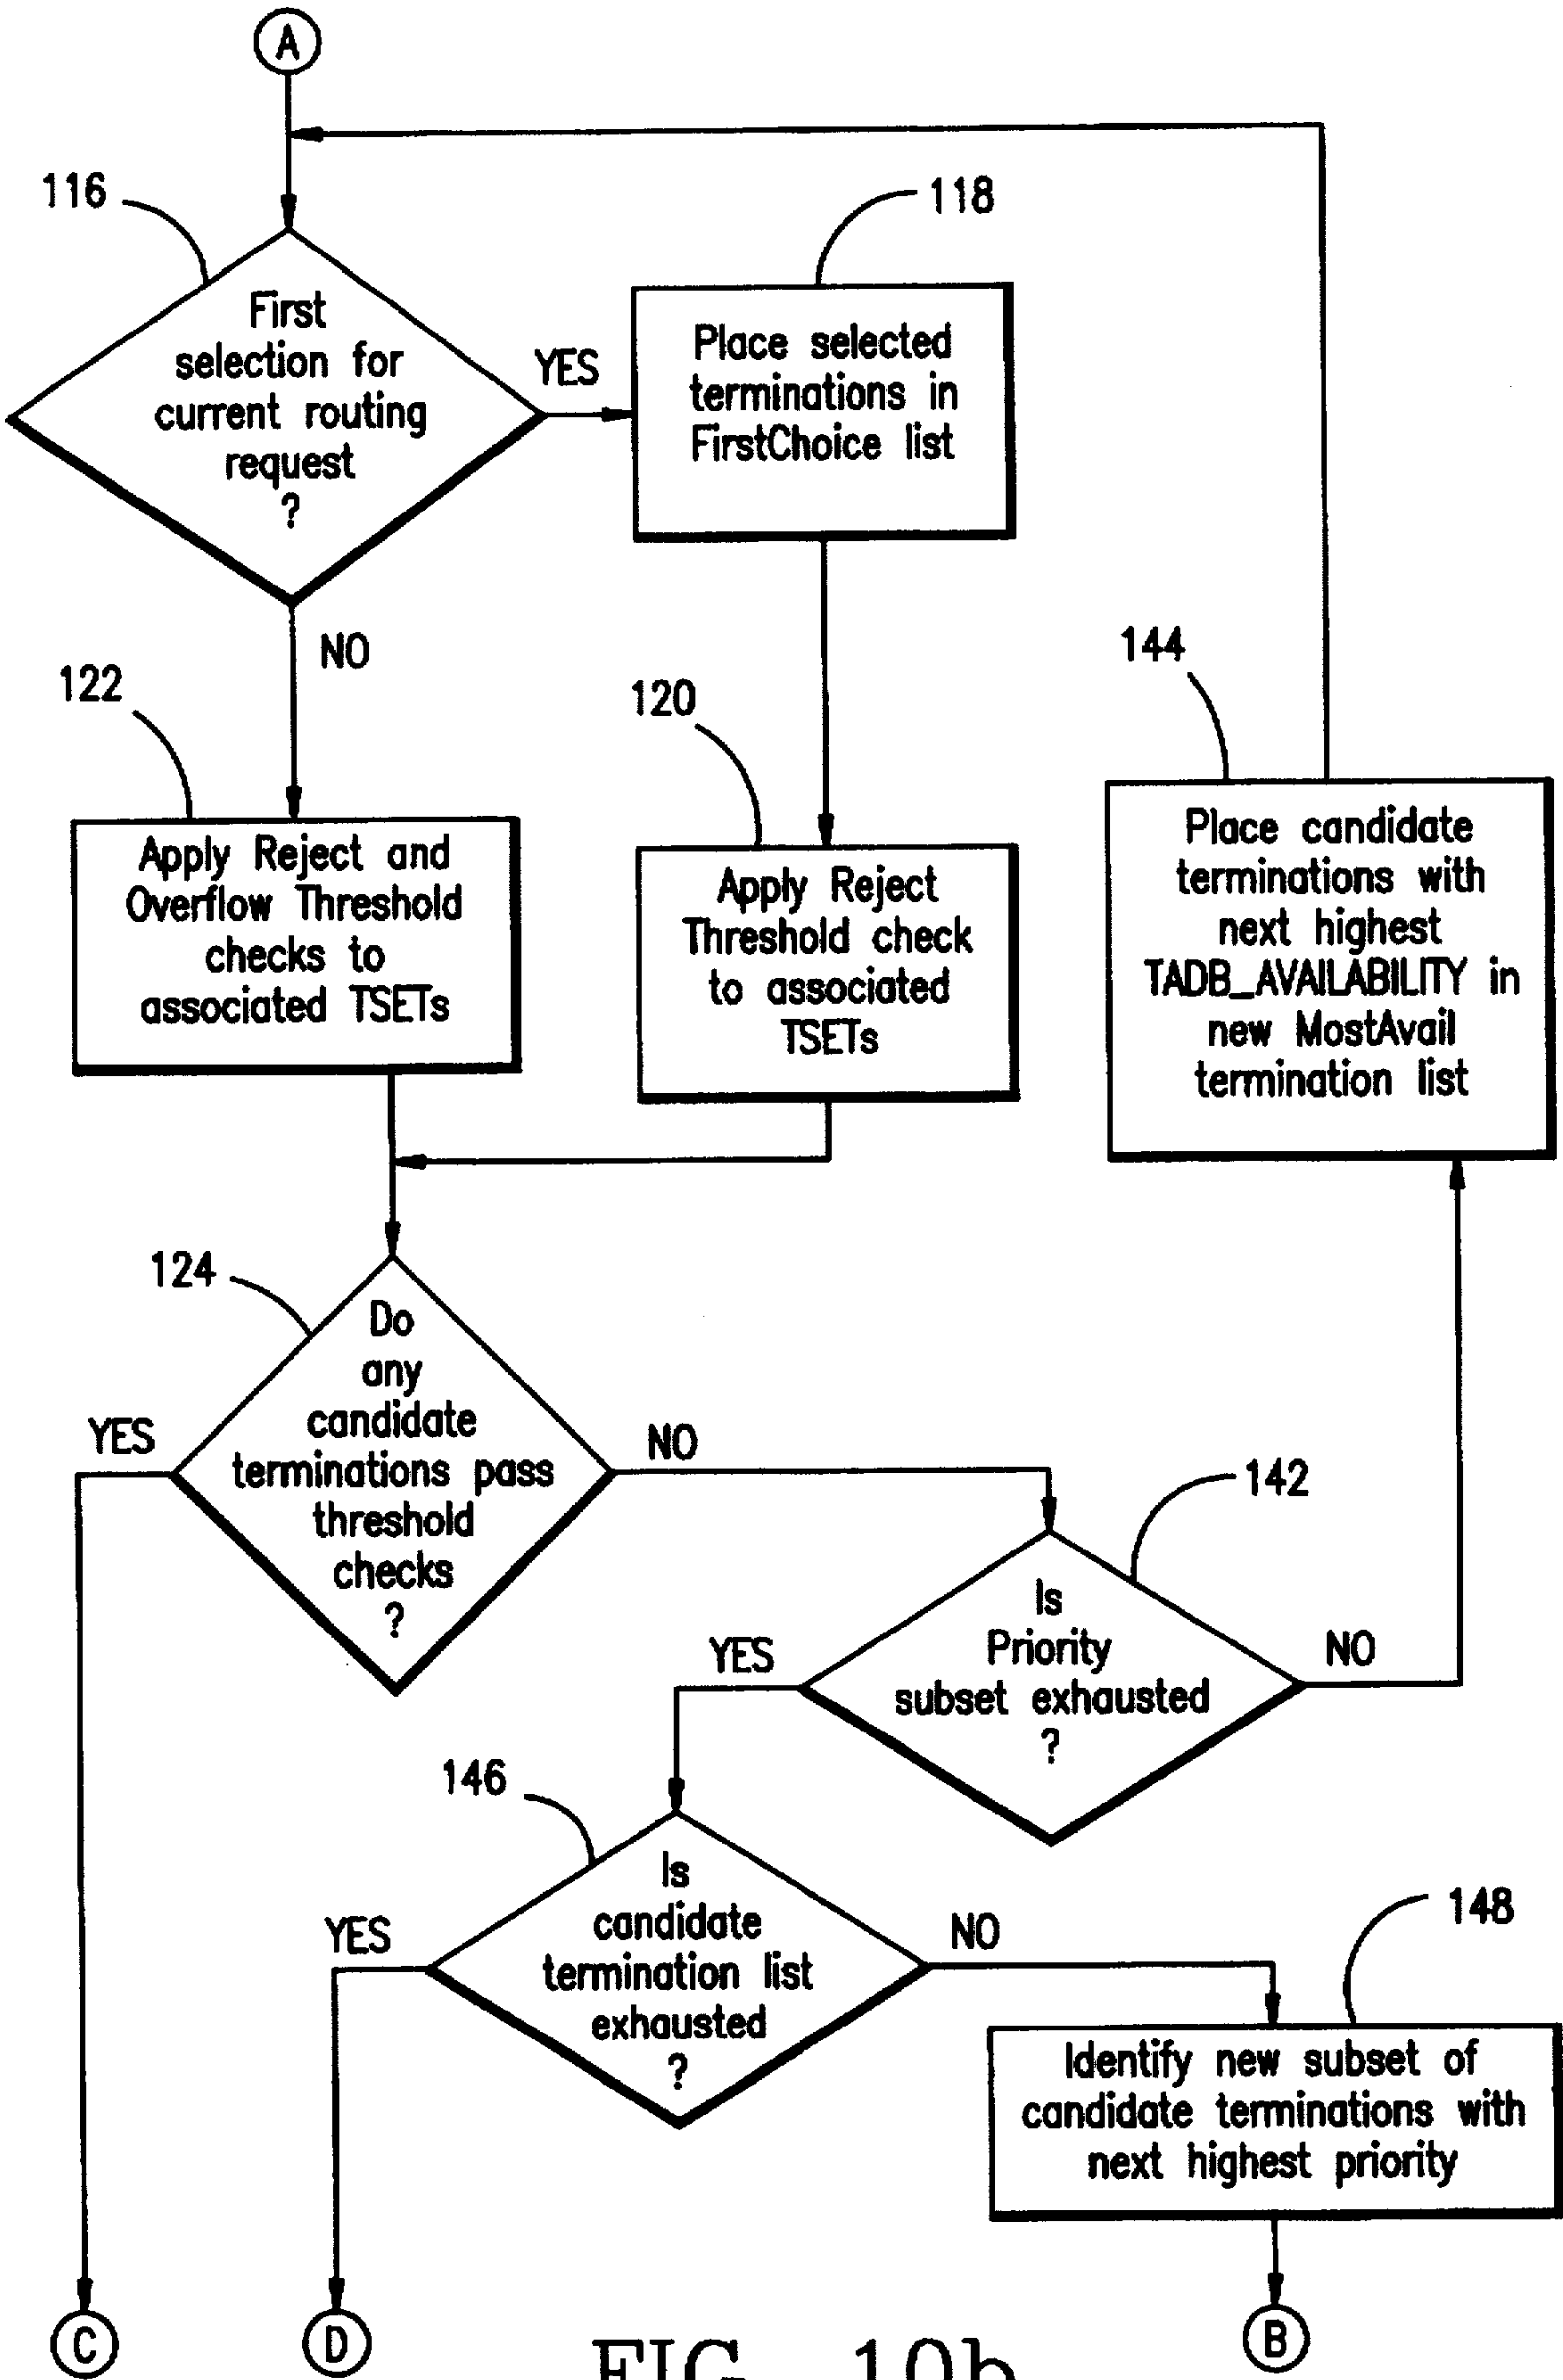 A
116
First
selection for
current routing
request
?
YES
118
Place selected
terminations in
FirstChoice list
NO
122
Apply Reject and
Overflow Threshold
checks to
associated TSETs
120
Apply Reject
Threshold check
to associated
TSETs
144
Place candidate
terminations with
next highest
TADB_AVAILABILITY in
new MostAvail
termination list
124
Do
any
candidate
terminations pass
threshold
checks
?
YES
NO
142
Is
Priority
subset exhausted
?
YES
NO
146
Is
candidate
termination list
exhausted
?
YES
NO
148
Identify new subset of
candidate terminations with
next highest priority
C
D
B
FIG. 10b